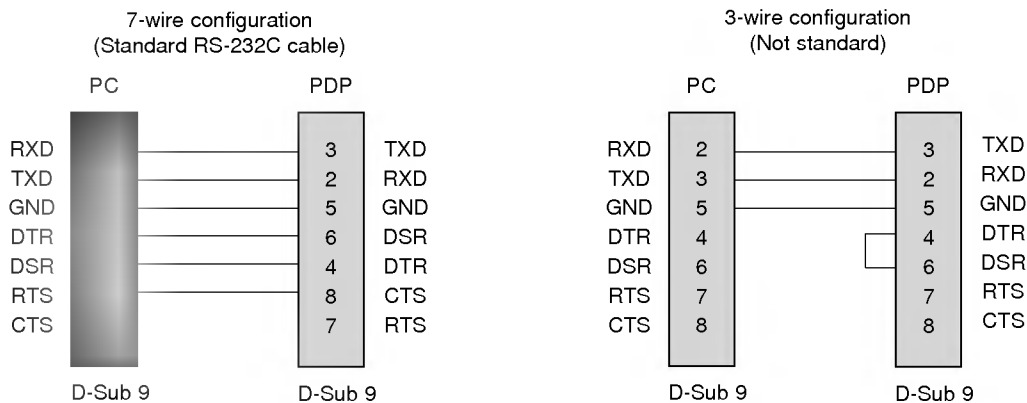 7-wire configuration
(Standard RS-232C cable)
PC PDP
RXD 3 TXD
TXD 2 RXD
GND 5 GND
DTR 6 DSR
DSR 4 DTR
RTS 8 CTS
CTS 7 RTS
D-Sub 9 D-Sub 9
3-wire configuration
(Not standard)
PC PDP
RXD 2 3 TXD
TXD 3 2 RXD
GND 5 5 GND
DTR 4 4 DTR
DSR 6 6 DSR
RTS 7 7 RTS
CTS 8 8 CTS
D-Sub 9 D-Sub 9